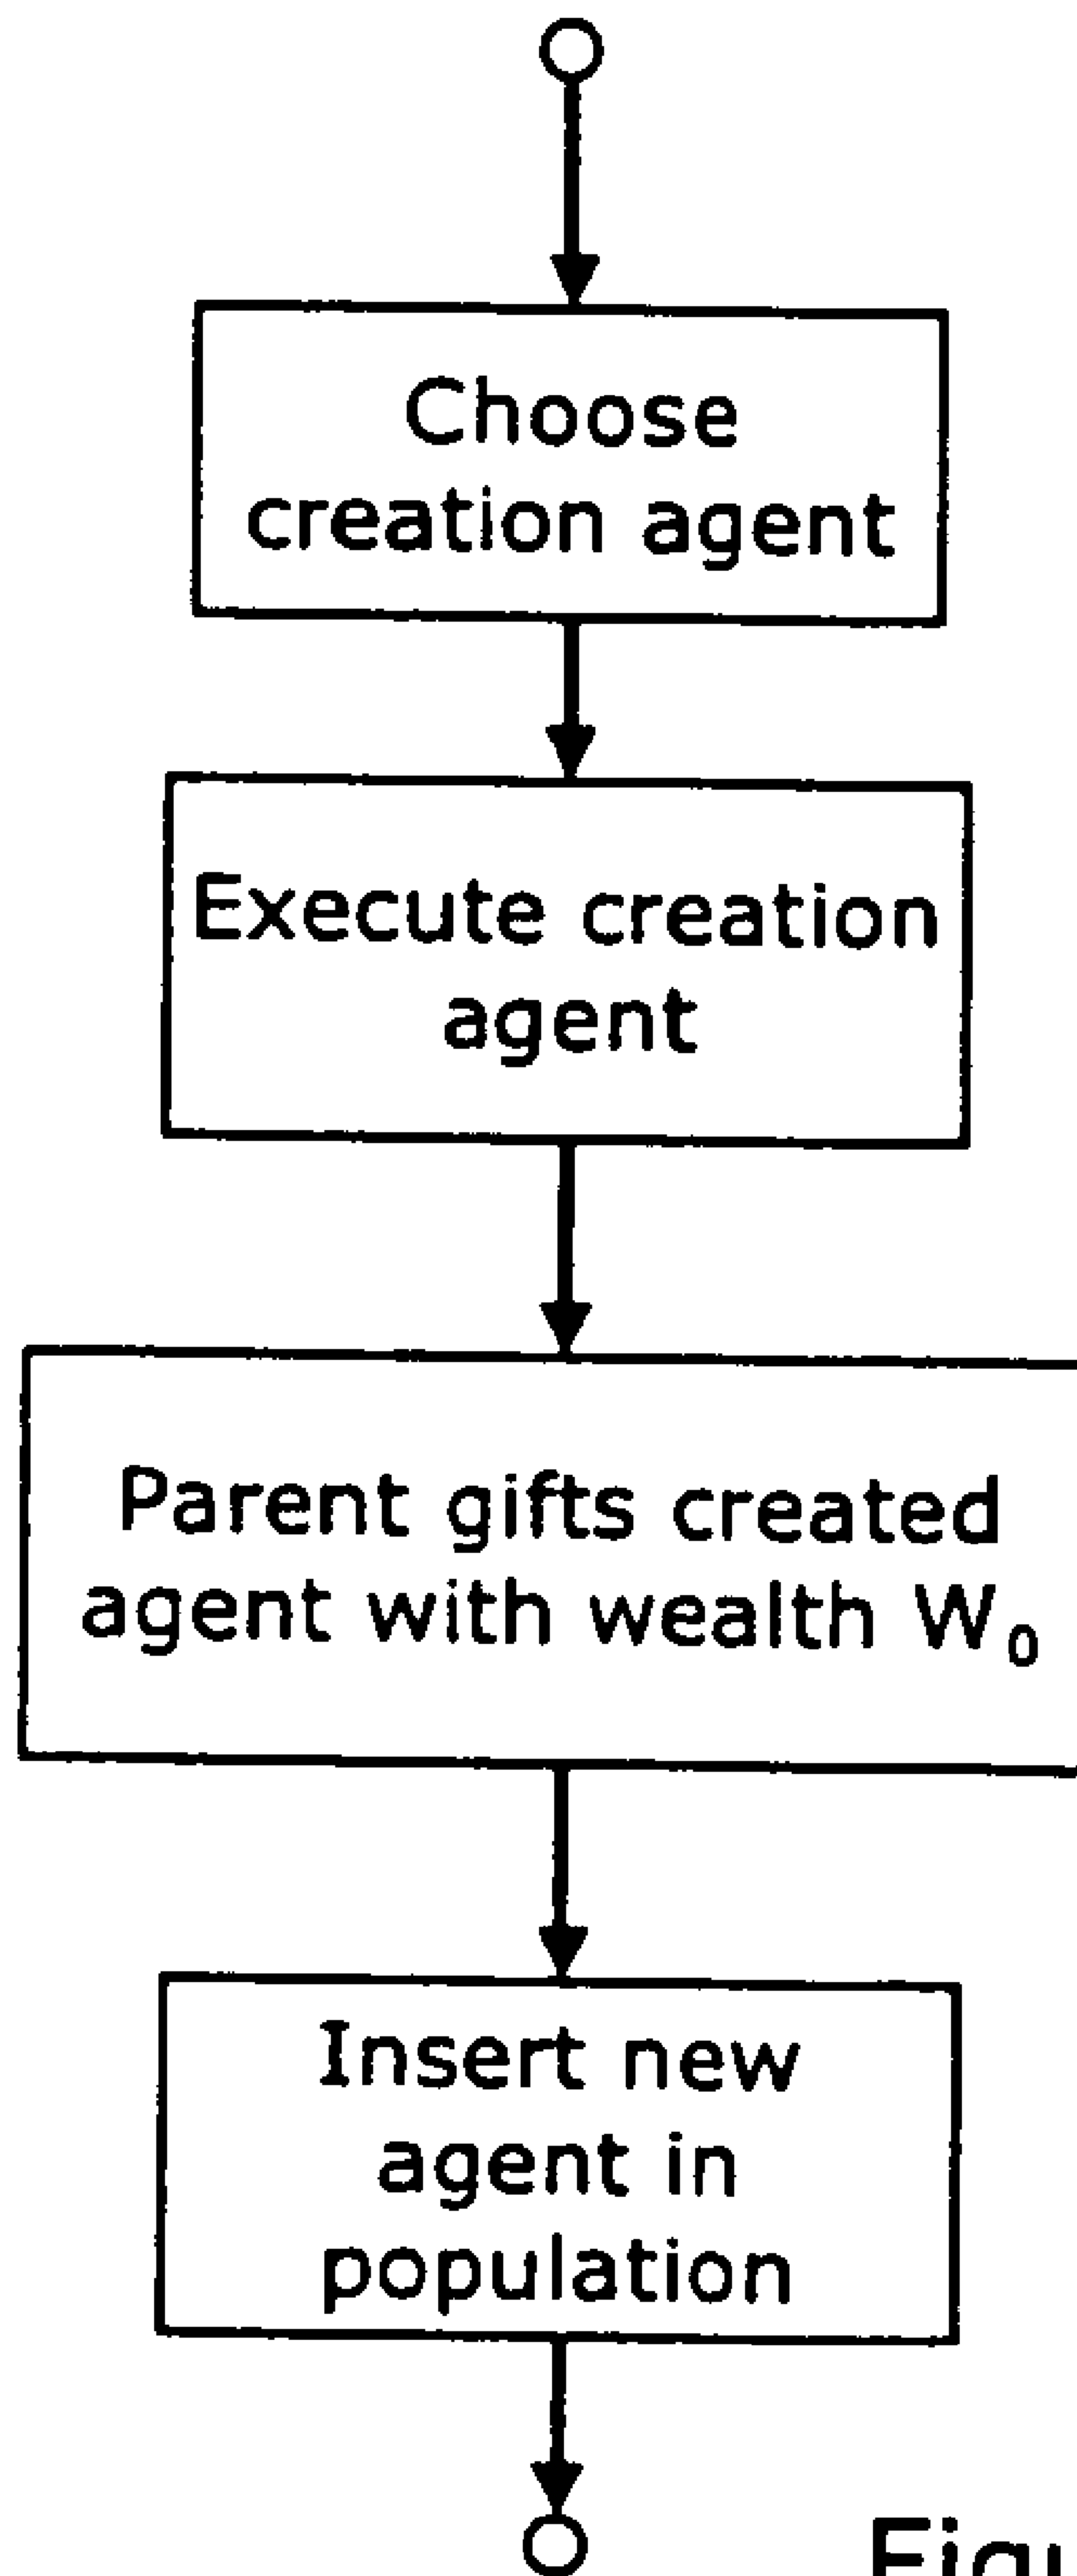 Choose
creation agent
Execute creation
agent
Parent gifts created
agent with wealth W₀
Insert new
agent in
population